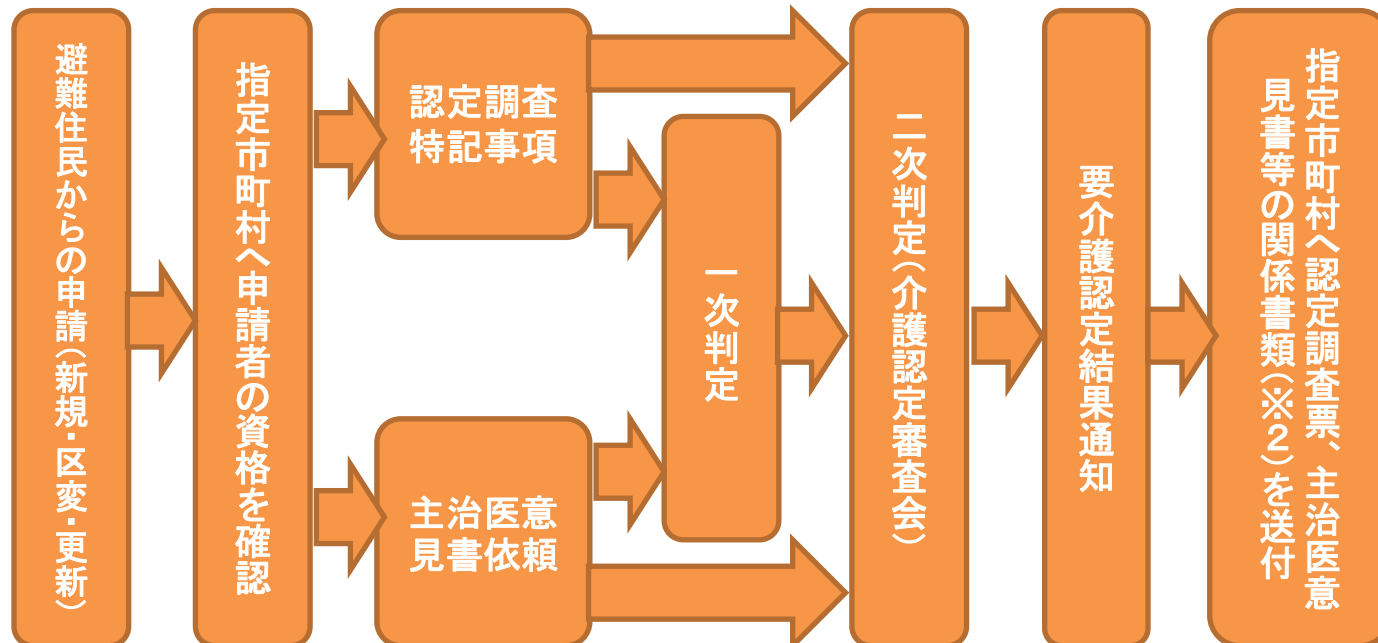 避難住民からの申請（新規・区変・更新）
指定市町村へ申請者の資格を確認
認定調査
特記事項
主治医意
見書依頼
一次判定
二次判定（介護認定審査会）
要介護認定結果通知
指定市町村へ認定調査票、主治医意
見書等の関係書類（※２）を送付